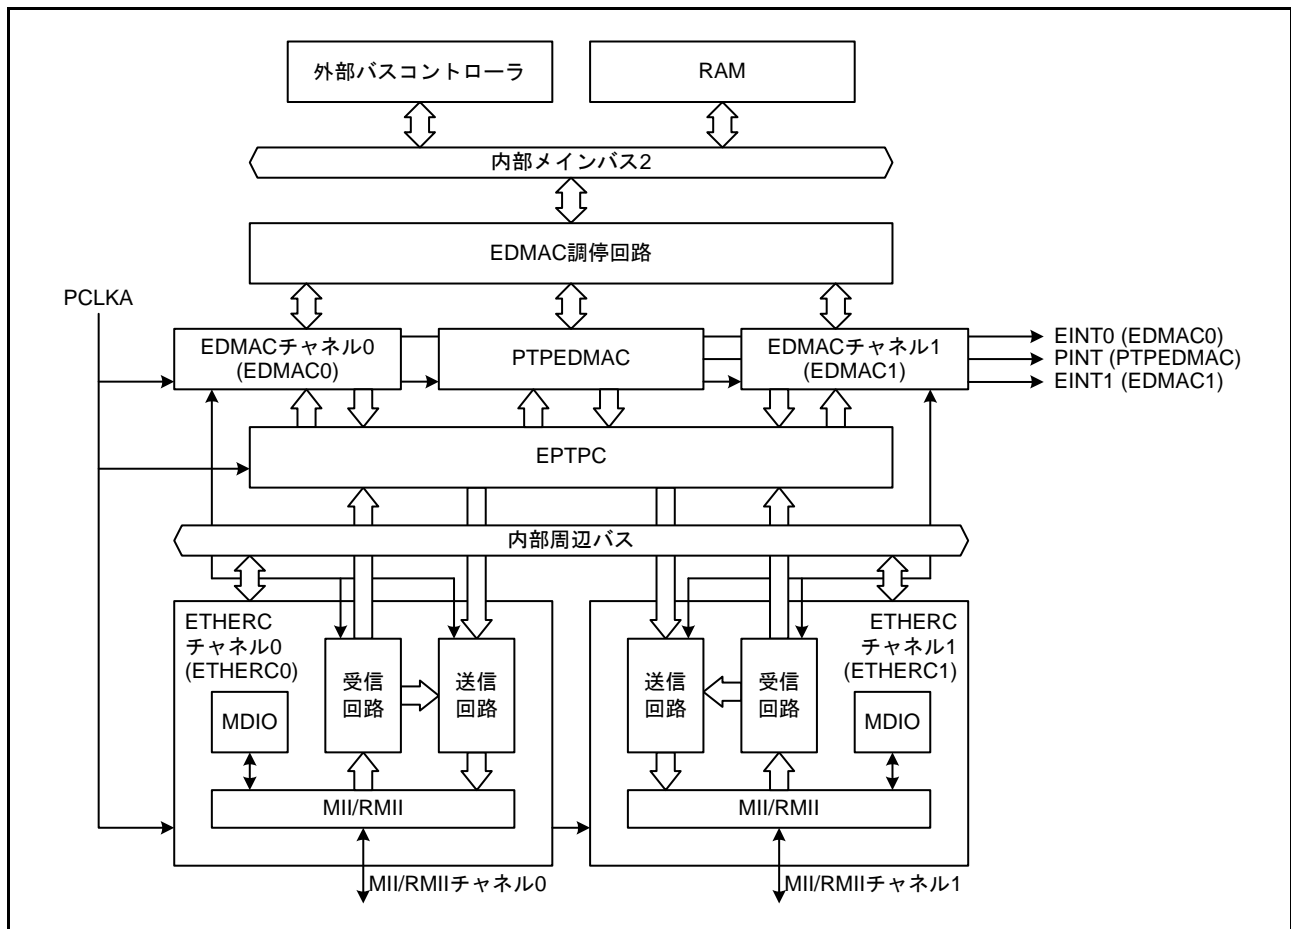 外部バスコントローラ
RAM
内部メインバス2
EDMAC調停回路
PCLKA
EDMACチャネル0
(EDMAC0)
PTPEDMAC
EDMACチャネル1
(EDMAC1)
EINT0 (EDMAC0)
PINT (PTPEDMAC)
EINT1 (EDMAC1)
EPTPC
内部周辺バス
ETHERC
チャネル0
(ETHERC0)
受信
回路
送信
回路
MDIO
MII/RMII
MII/RMIIチャネル0
送信
回路
受信
回路
ETHERC
チャネル1
(ETHERC1)
MDIO
MII/RMII
MII/RMIIチャネル1